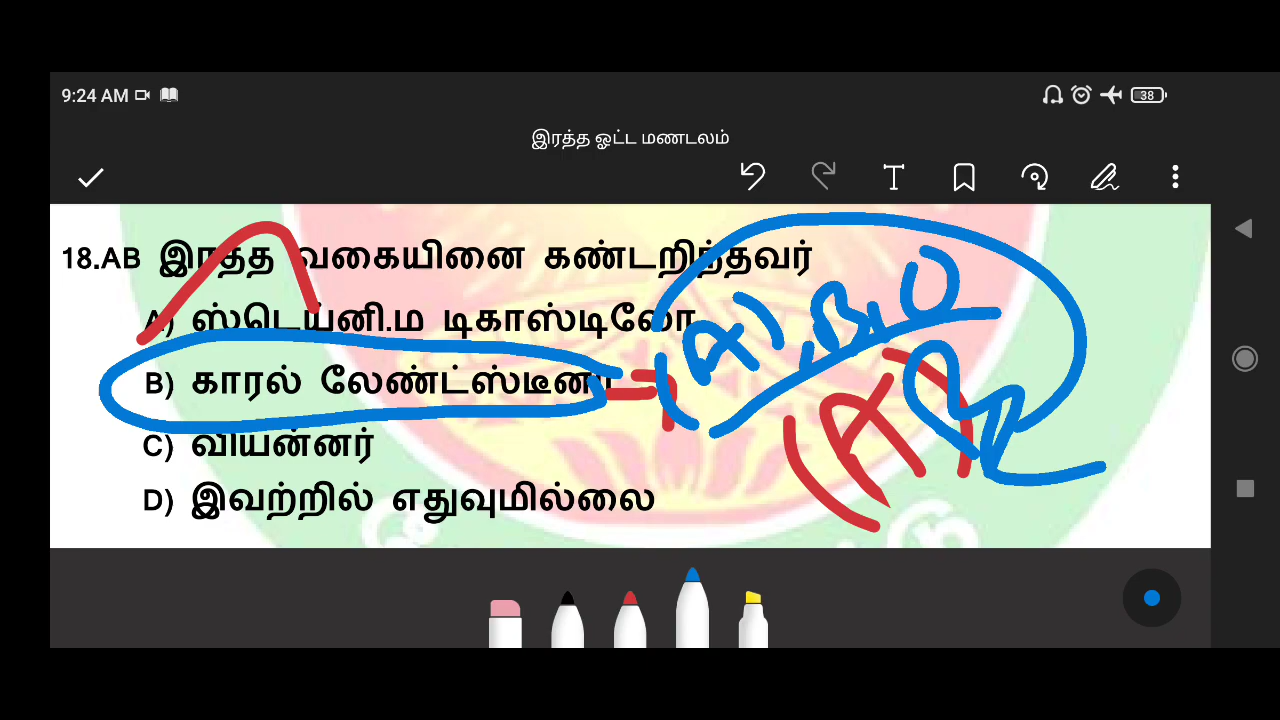 9:24 AM
38
இரத்த ஓட்ட மணடலம்
18.AB இரத்த வகையினை கண்டறிந்தவர்
A) ஸ்டெய்னி.ம டிகாஸ்டிலோ
B) காரல் லேண்ட்ஸ்டீனா
C) வியன்னர்
D) இவற்றில் எதுவுமில்லை
(A), B, O
(AB)